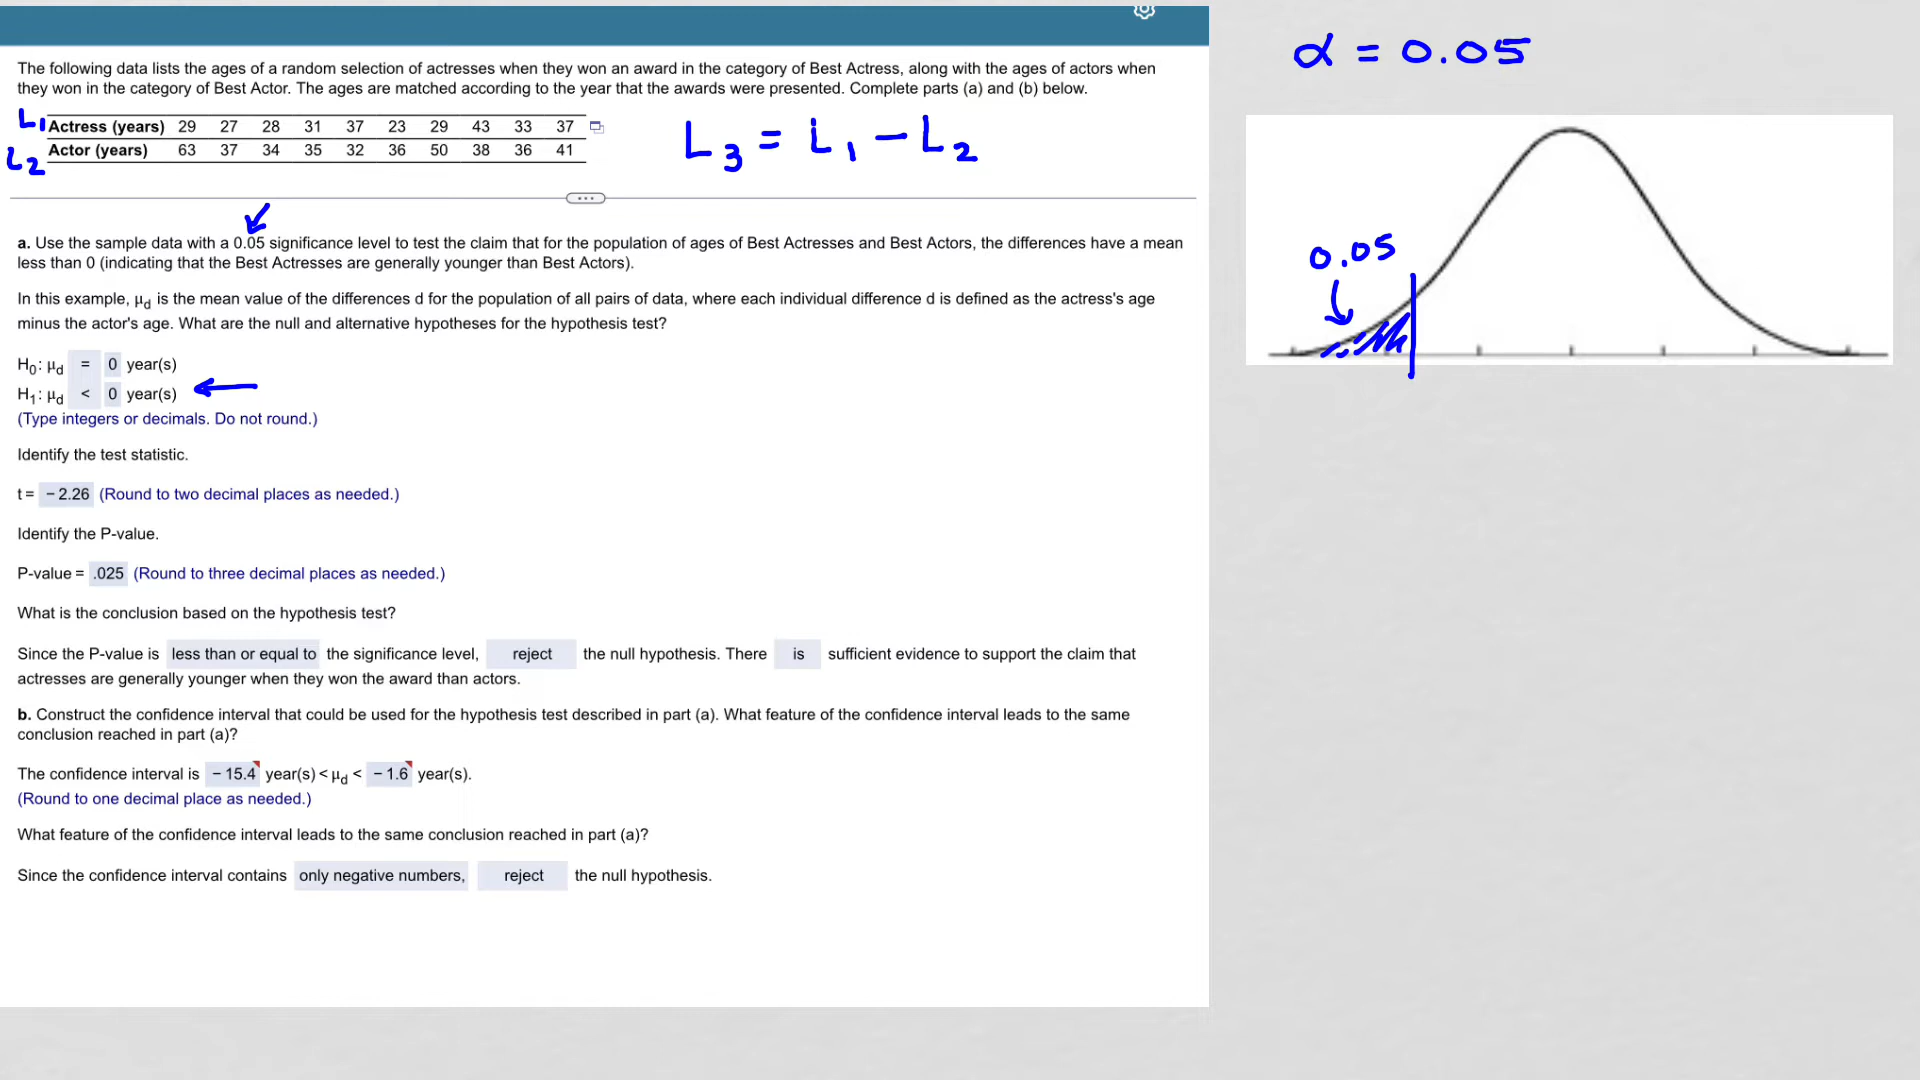 The following data lists the ages of a random selection of actresses when they won an award in the category of Best Actress, along with the ages of actors when
they won in the category of Best Actor. The ages are matched according to the year that the awards were presented. Complete parts (a) and (b) below.
L1 Actress (years) 29 27 28 31 37 23 29 43 33 37
L2 Actor (years) 63 37 34 35 32 36 50 38 36 41
L3 = L1 − L2
a. Use the sample data with a 0.05 significance level to test the claim that for the population of ages of Best Actresses and Best Actors, the differences have a mean
less than 0 (indicating that the Best Actresses are generally younger than Best Actors).
In this example, μd is the mean value of the differences d for the population of all pairs of data, where each individual difference d is defined as the actress's age
minus the actor's age. What are the null and alternative hypotheses for the hypothesis test?
H0: μd = 0 year(s)
H1: μd < 0 year(s)
(Type integers or decimals. Do not round.)
Identify the test statistic.
t = − 2.26 (Round to two decimal places as needed.)
Identify the P-value.
P-value = .025 (Round to three decimal places as needed.)
What is the conclusion based on the hypothesis test?
Since the P-value is less than or equal to the significance level, reject the null hypothesis. There is sufficient evidence to support the claim that
actresses are generally younger when they won the award than actors.
b. Construct the confidence interval that could be used for the hypothesis test described in part (a). What feature of the confidence interval leads to the same
conclusion reached in part (a)?
The confidence interval is − 15.4 year(s) < μd < − 1.6 year(s).
(Round to one decimal place as needed.)
What feature of the confidence interval leads to the same conclusion reached in part (a)?
Since the confidence interval contains only negative numbers, reject the null hypothesis.
α = 0.05
0.05